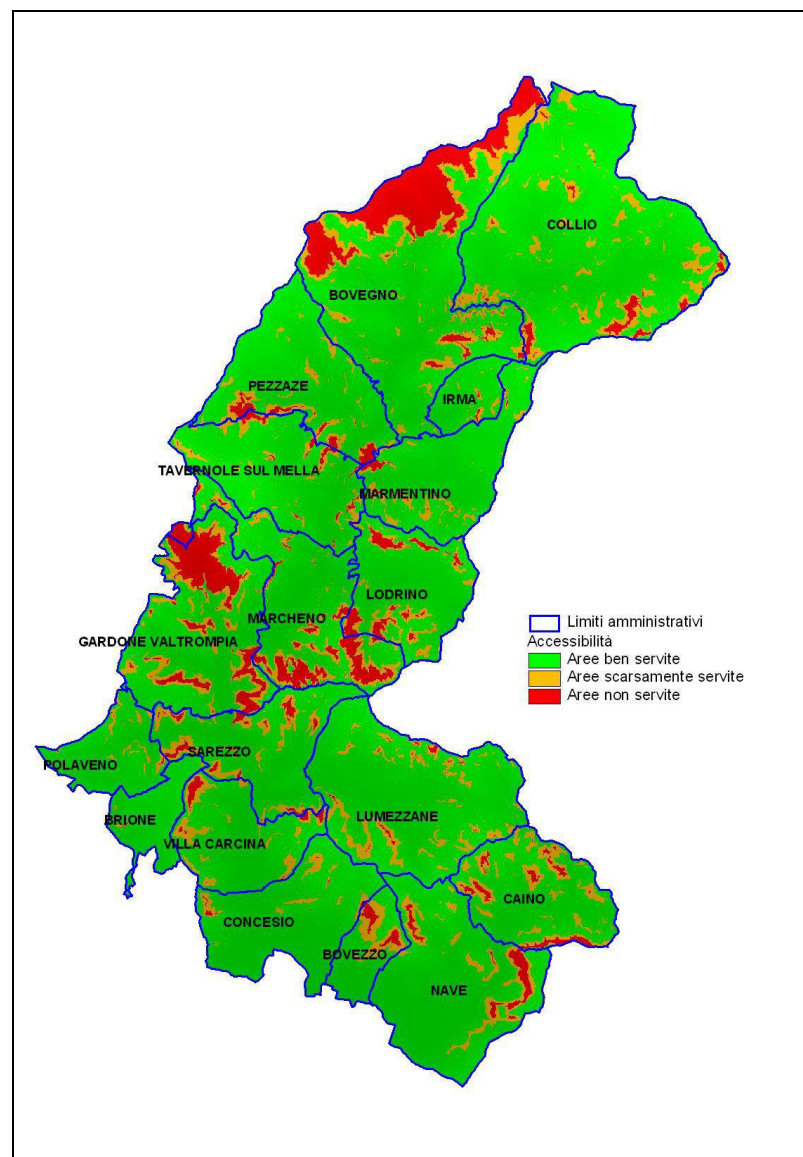 COLLIO
BOVEGNO
PEZZAZE
IRMA
TAVERNOLE SUL MELLA
MARMENTINO
LODRINO
MARCHENO
GARDONE VALTROMPIA
Limiti amministrativi
Accessibilità
Aree ben servite
Aree scarsamente servite
Aree non servite
SAREZZO
POLAVENO
BRIONE
LUMEZZANE
VILLA CARCINA
CAINO
CONCESIO
BOVEZZO
NAVE